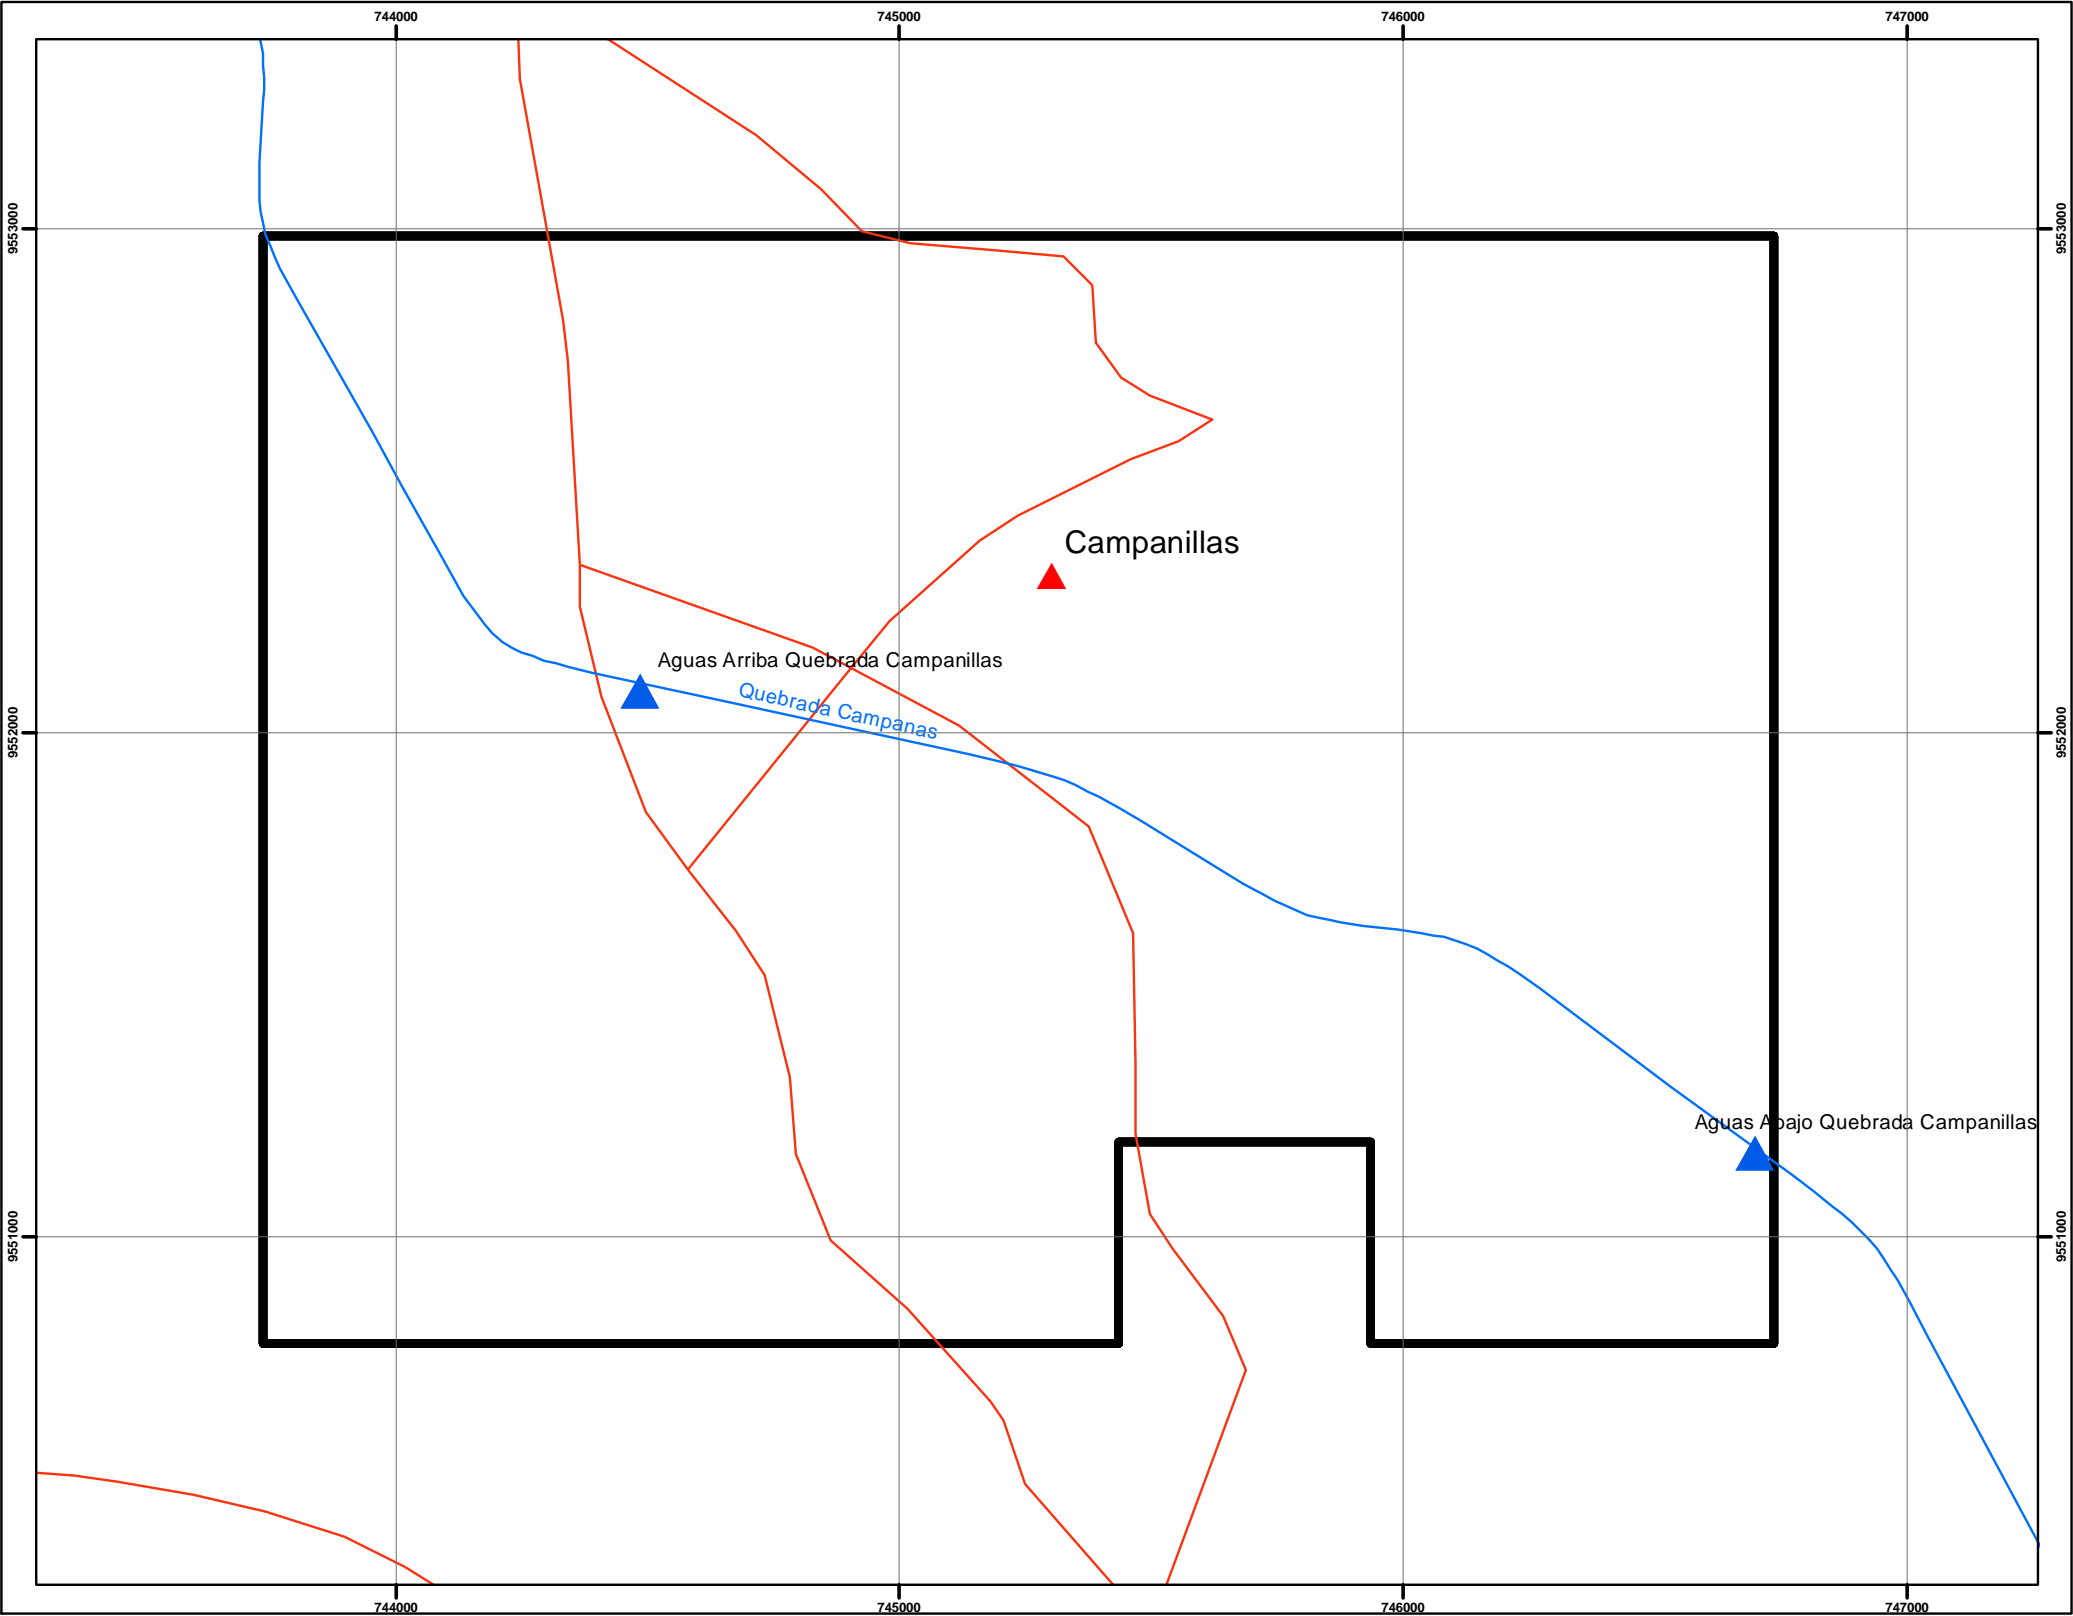 744000 745000 746000 747000
9553000 9553000
Campanillas
Aguas Arriba Quebrada Campanillas
Quebrada Campanas
9552000 9552000
Aguas Abajo Quebrada Campanillas
9551000 9551000
744000 745000 746000 747000